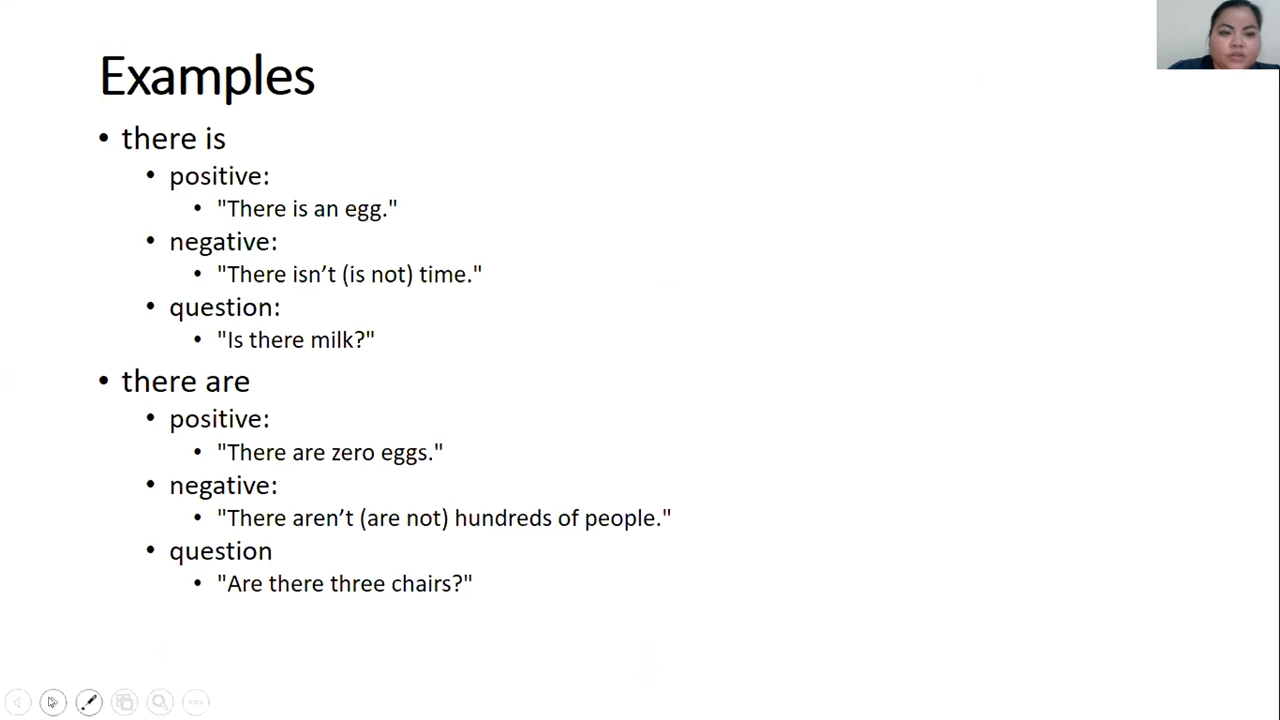 Examples
• there is
• positive:
• "There is an egg."
• negative:
• "There isn’t (is not) time."
• question:
• "Is there milk?"
• there are
• positive:
• "There are zero eggs."
• negative:
• "There aren’t (are not) hundreds of people."
• question
• "Are there three chairs?"